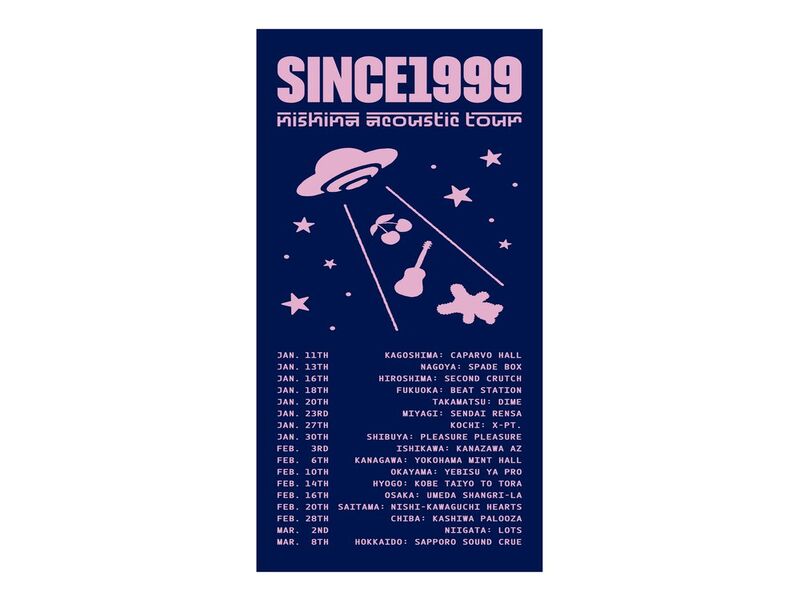 SINCE1999
nishina acoustic tour
JAN. 11TH KAGOSHIMA: CAPARVO HALL
JAN. 13TH NAGOYA: SPADE BOX
JAN. 16TH HIROSHIMA: SECOND CRUTCH
JAN. 18TH FUKUOKA: BEAT STATION
JAN. 20TH TAKAMATSU: DIME
JAN. 23RD MIYAGI: SENDAI RENSA
JAN. 27TH KOCHI: X-PT.
JAN. 30TH SHIBUYA: PLEASURE PLEASURE
FEB. 3RD ISHIKAWA: KANAZAWA AZ
FEB. 6TH KANAGAWA: YOKOHAMA MINT HALL
FEB. 10TH OKAYAMA: YEBISU YA PRO
FEB. 14TH HYOGO: KOBE TAIYO TO TORA
FEB. 16TH OSAKA: UMEDA SHANGRI-LA
FEB. 20TH SAITAMA: NISHI-KAWAGUCHI HEARTS
FEB. 28TH CHIBA: KASHIWA PALOOZA
MAR. 2ND NIIGATA: LOTS
MAR. 8TH HOKKAIDO: SAPPORO SOUND CRUE